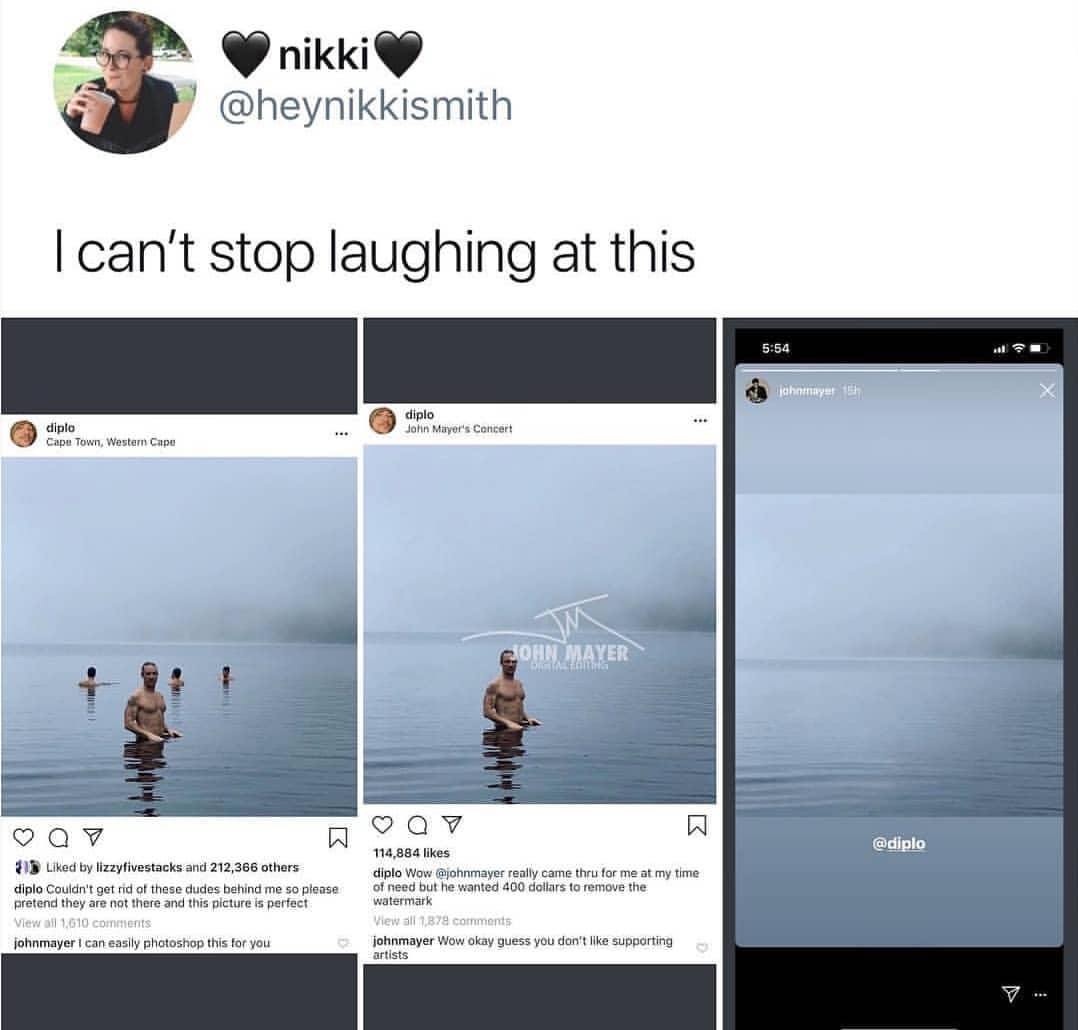 🖤nikki🖤
@heynikkismith
I can't stop laughing at this
diplo
Cape Town, Western Cape
Liked by lizzyfivestacks and 212,366 others
diplo Couldn't get rid of these dudes behind me so please
pretend they are not there and this picture is perfect
View all 1,610 comments
johnmayer I can easily photoshop this for you
diplo
John Mayer's Concert
JM
JOHN MAYER
DIGITAL EDITING
114,884 likes
diplo Wow @johnmayer really came thru for me at my time
of need but he wanted 400 dollars to remove the
watermark
View all 1,878 comments
johnmayer Wow okay guess you don't like supporting
artists
5:54
johnmayer 15h
@diplo